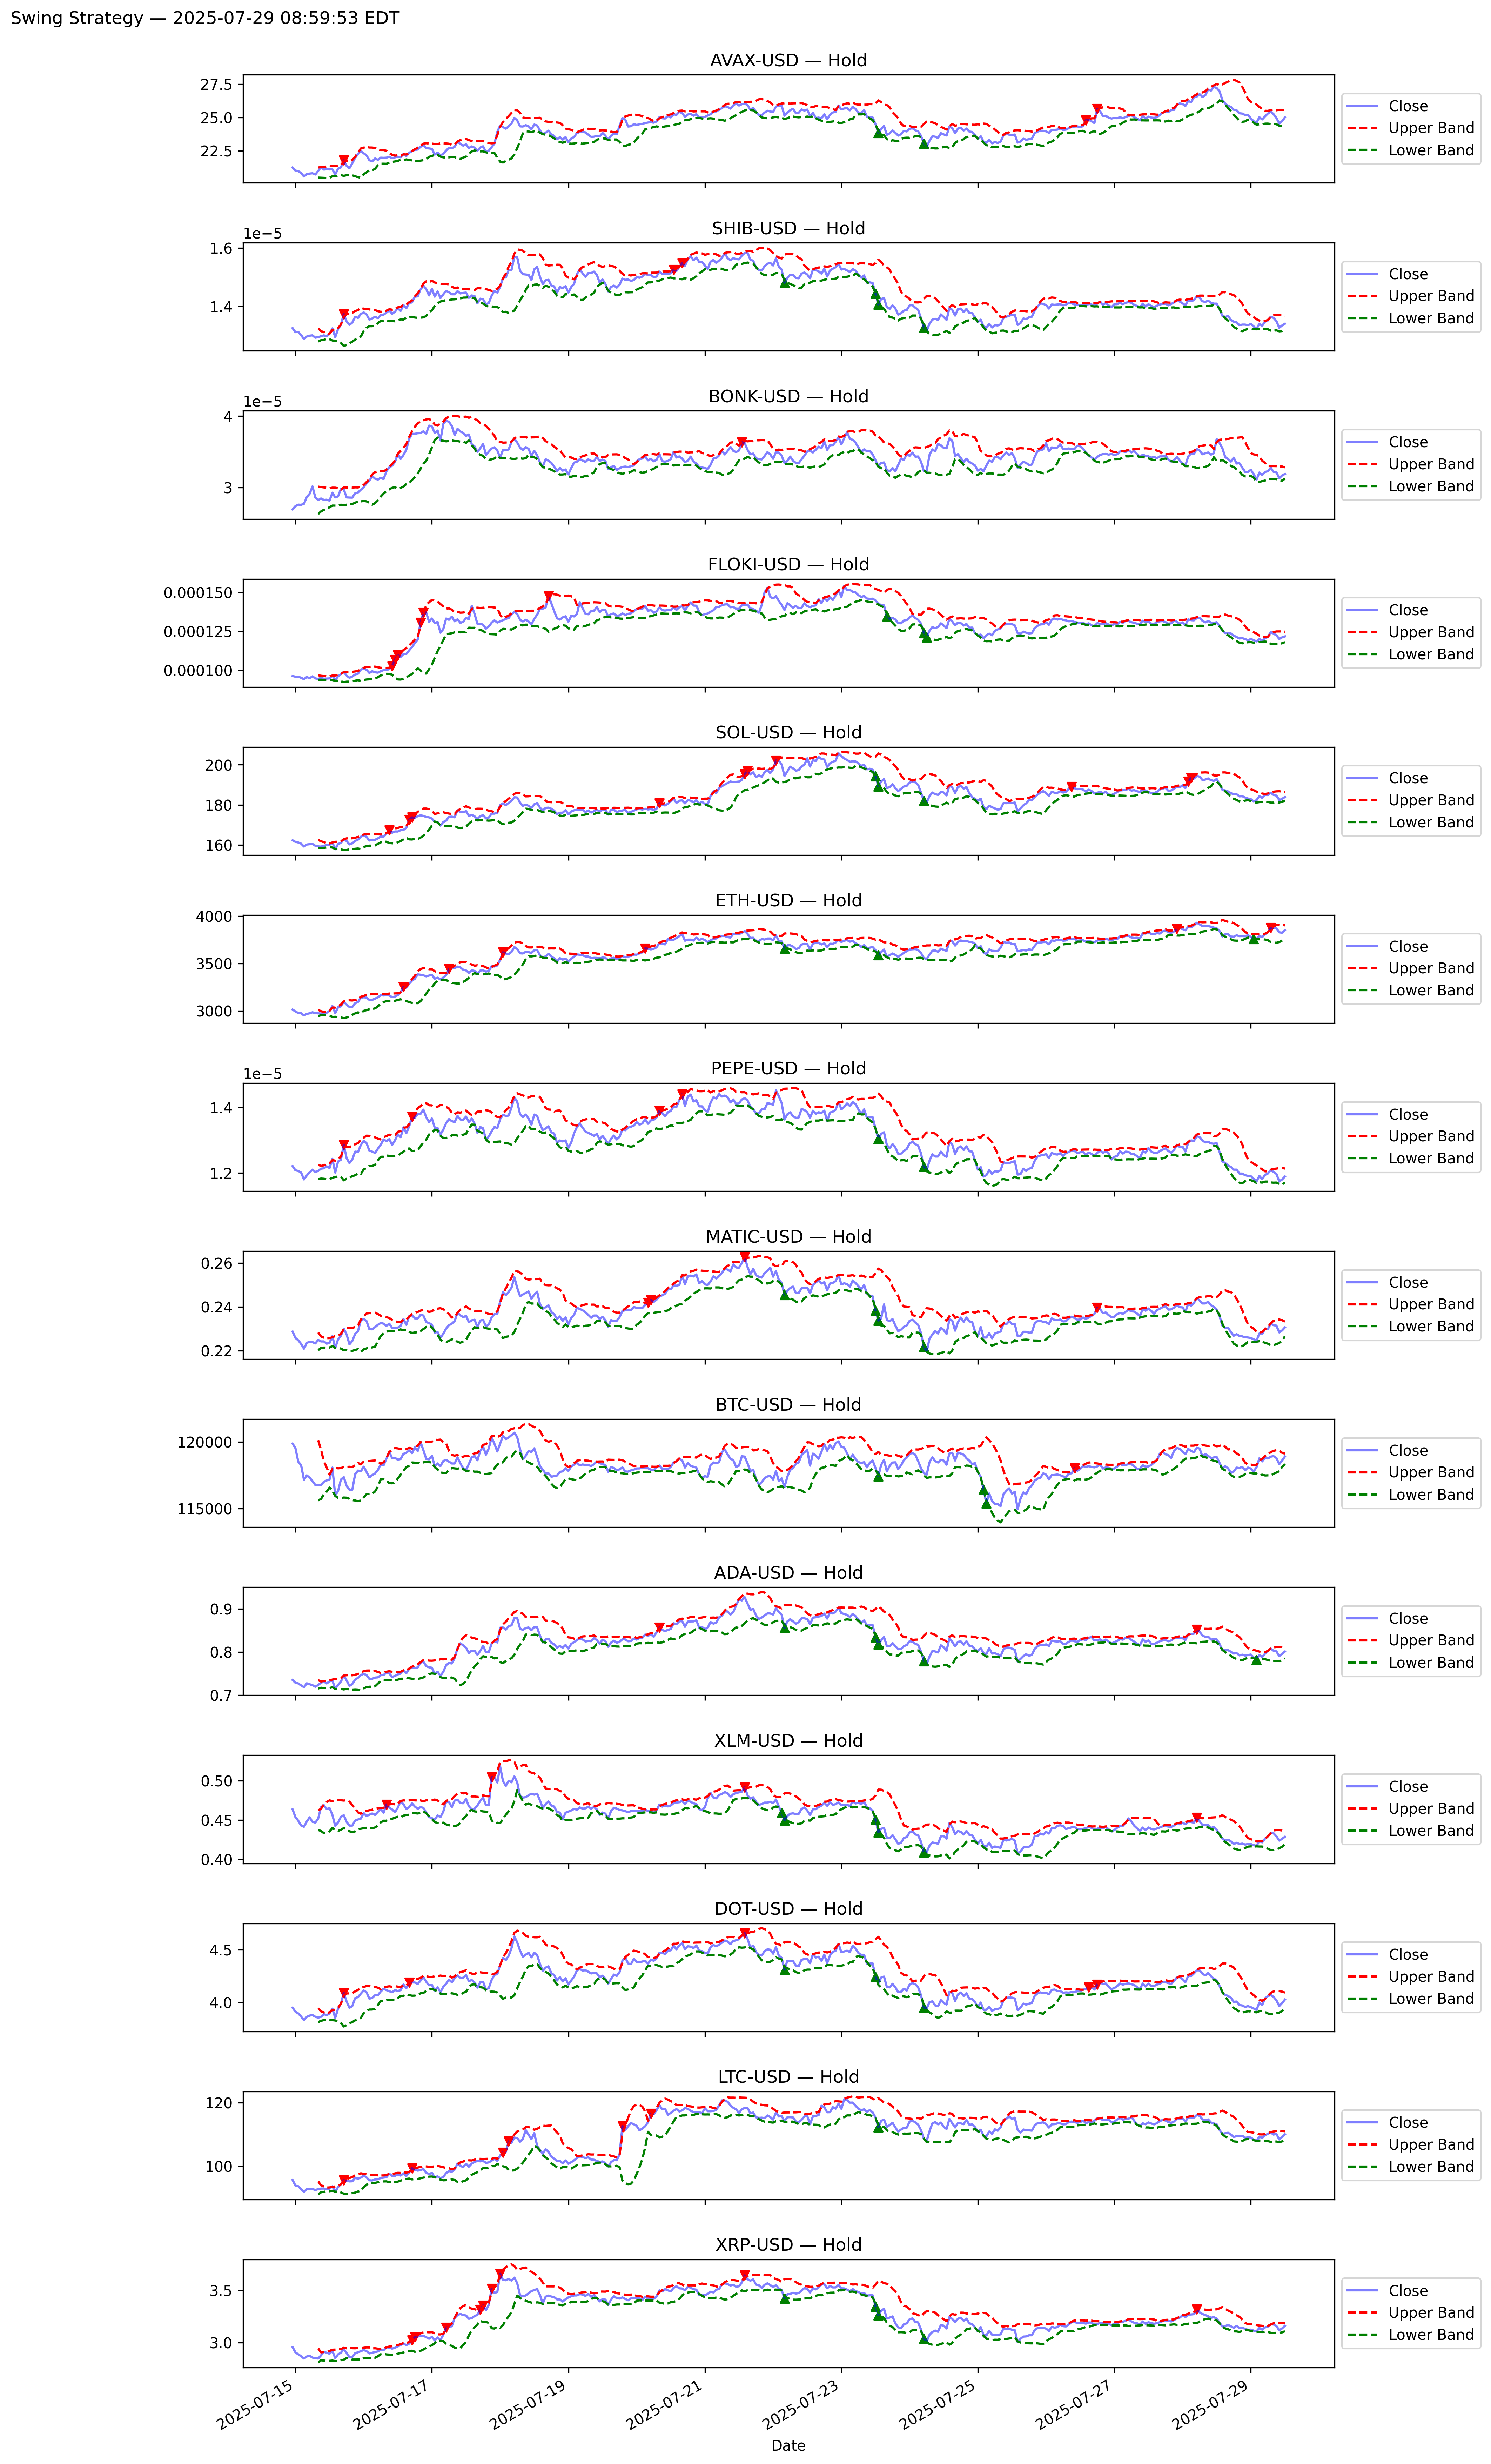 Swing Strategy — 2025-07-29 08:59:53 EDT
AVAX-USD — Hold
27.5
25.0
22.5
Close
Upper Band
Lower Band
SHIB-USD — Hold
1e−5
1.6
1.4
Close
Upper Band
Lower Band
BONK-USD — Hold
1e−5
4
3
Close
Upper Band
Lower Band
FLOKI-USD — Hold
0.000150
0.000125
0.000100
Close
Upper Band
Lower Band
SOL-USD — Hold
200
180
160
Close
Upper Band
Lower Band
ETH-USD — Hold
4000
3500
3000
Close
Upper Band
Lower Band
PEPE-USD — Hold
1e−5
1.4
1.2
Close
Upper Band
Lower Band
MATIC-USD — Hold
0.26
0.24
0.22
Close
Upper Band
Lower Band
BTC-USD — Hold
120000
115000
Close
Upper Band
Lower Band
ADA-USD — Hold
0.9
0.8
0.7
Close
Upper Band
Lower Band
XLM-USD — Hold
0.50
0.45
0.40
Close
Upper Band
Lower Band
DOT-USD — Hold
4.5
4.0
Close
Upper Band
Lower Band
LTC-USD — Hold
120
100
Close
Upper Band
Lower Band
XRP-USD — Hold
3.5
3.0
Close
Upper Band
Lower Band
2025-07-15
2025-07-17
2025-07-19
2025-07-21
2025-07-23
2025-07-25
2025-07-27
2025-07-29
Date